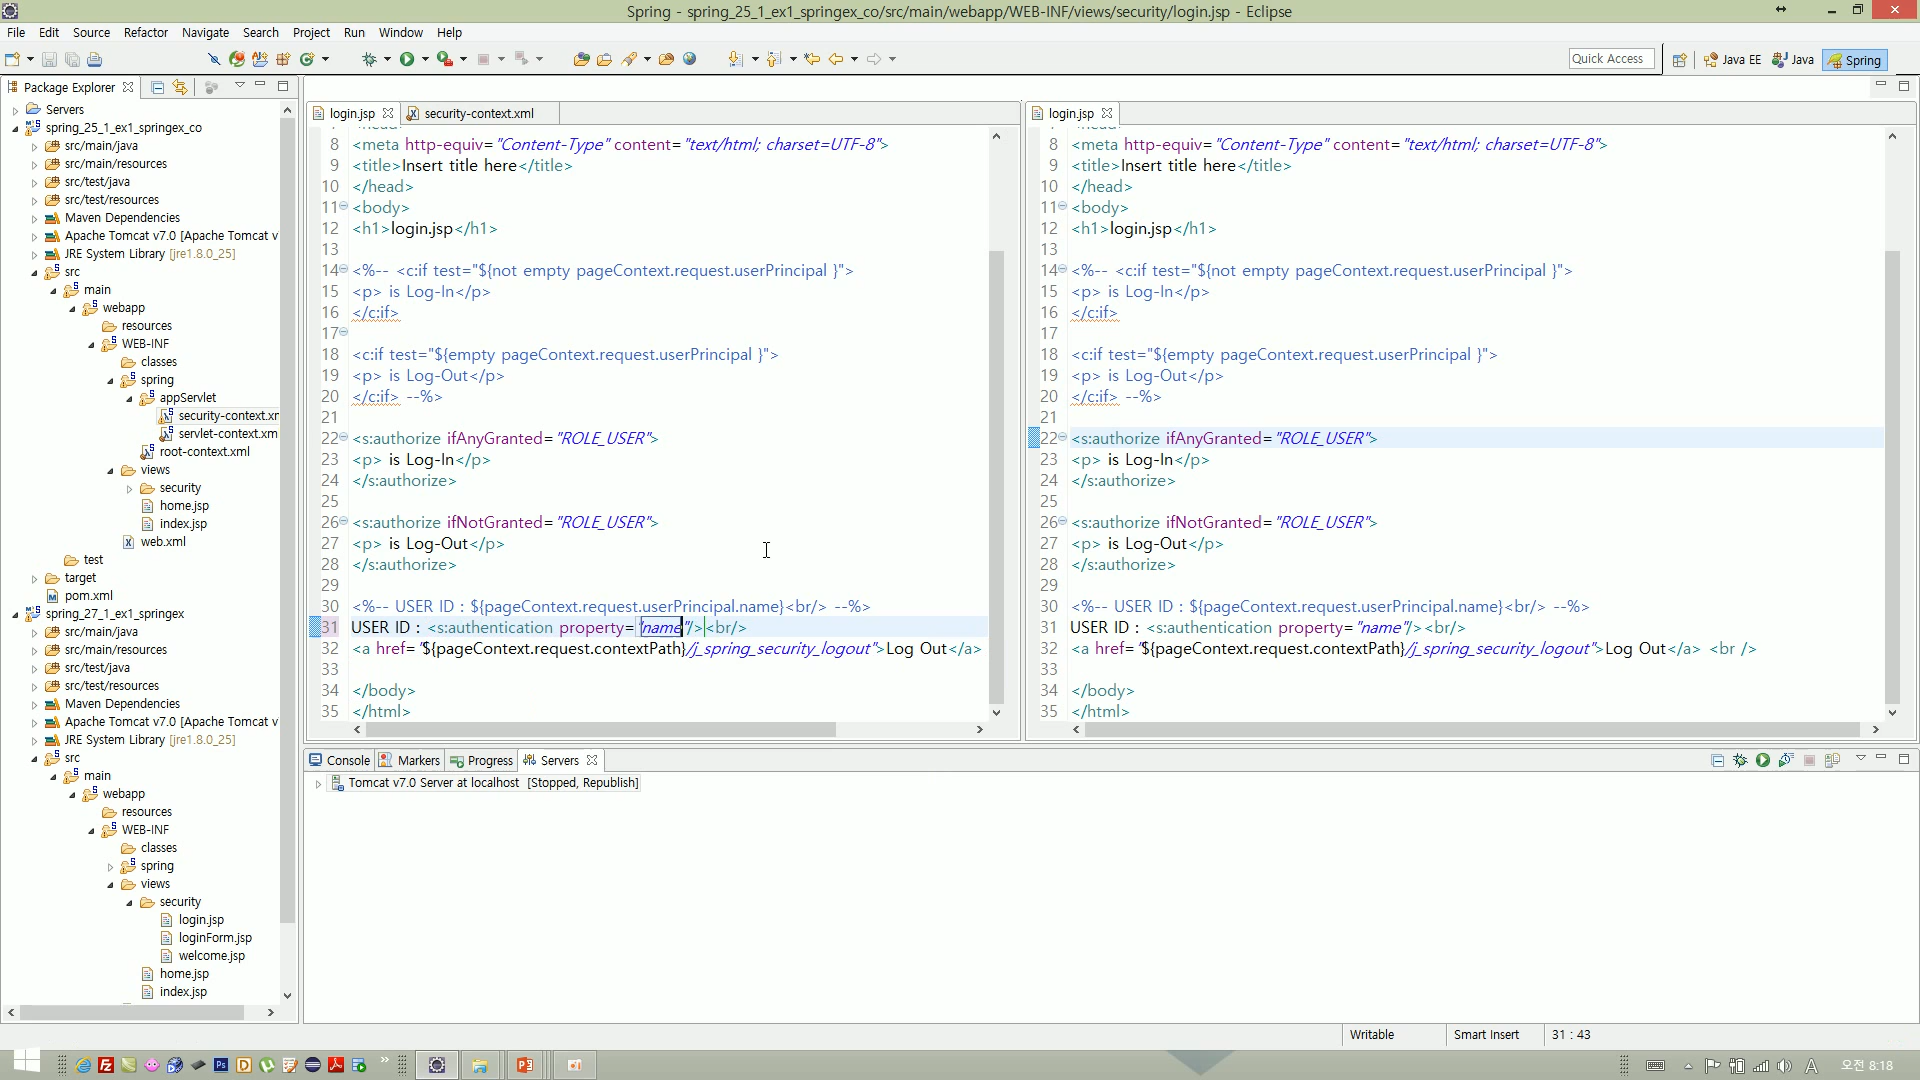 Spring - spring_25_1_ex1_springex_co/src/main/webapp/WEB-INF/views/security/login.jsp - Eclipse
File Edit Source Refactor Navigate Search Project Run Window Help
Quick Access
Java EE
Java
Spring
Package Explorer
Servers
spring_25_1_ex1_springex_co
src/main/java
src/main/resources
src/test/java
src/test/resources
Maven Dependencies
Apache Tomcat v7.0 [Apache Tomcat v
JRE System Library [jre1.8.0_25]
src
main
webapp
resources
WEB-INF
classes
spring
appServlet
security-context.xr
servlet-context.xm
root-context.xml
views
security
home.jsp
index.jsp
web.xml
test
target
pom.xml
spring_27_1_ex1_springex
src/main/java
src/main/resources
src/test/java
src/test/resources
Maven Dependencies
Apache Tomcat v7.0 [Apache Tomcat v
JRE System Library [jre1.8.0_25]
src
main
webapp
resources
WEB-INF
classes
spring
views
security
login.jsp
loginForm.jsp
welcome.jsp
home.jsp
index.jsp
login.jsp
security-context.xml
8 <meta http-equiv="Content-Type" content="text/html; charset=UTF-8">
9 <title>Insert title here</title>
10 </head>
11 <body>
12 <h1>login.jsp</h1>
13
14 <%-- <c:if test="${not empty pageContext.request.userPrincipal }">
15 <p> is Log-In</p>
16 </c:if>
17
18 <c:if test="${empty pageContext.request.userPrincipal }">
19 <p> is Log-Out</p>
20 </c:if> --%>
21
22 <s:authorize ifAnyGranted="ROLE_USER">
23 <p> is Log-In</p>
24 </s:authorize>
25
26 <s:authorize ifNotGranted="ROLE_USER">
27 <p> is Log-Out</p>
28 </s:authorize>
29
30 <%-- USER ID : ${pageContext.request.userPrincipal.name}<br/> --%>
31 USER ID : <s:authentication property="name"/><br/>
32 <a href="${pageContext.request.contextPath}/j_spring_security_logout">Log Out</a>
33
34 </body>
35 </html>
login.jsp
8 <meta http-equiv="Content-Type" content="text/html; charset=UTF-8">
9 <title>Insert title here</title>
10 </head>
11 <body>
12 <h1>login.jsp</h1>
13
14 <%-- <c:if test="${not empty pageContext.request.userPrincipal }">
15 <p> is Log-In</p>
16 </c:if>
17
18 <c:if test="${empty pageContext.request.userPrincipal }">
19 <p> is Log-Out</p>
20 </c:if> --%>
21
22 <s:authorize ifAnyGranted="ROLE_USER">
23 <p> is Log-In</p>
24 </s:authorize>
25
26 <s:authorize ifNotGranted="ROLE_USER">
27 <p> is Log-Out</p>
28 </s:authorize>
29
30 <%-- USER ID : ${pageContext.request.userPrincipal.name}<br/> --%>
31 USER ID : <s:authentication property="name"/><br/>
32 <a href="${pageContext.request.contextPath}/j_spring_security_logout">Log Out</a> <br />
33
34 </body>
35 </html>
Console Markers Progress Servers
Tomcat v7.0 Server at localhost [Stopped, Republish]
Writable Smart Insert 31 : 43
A 오전 8:18